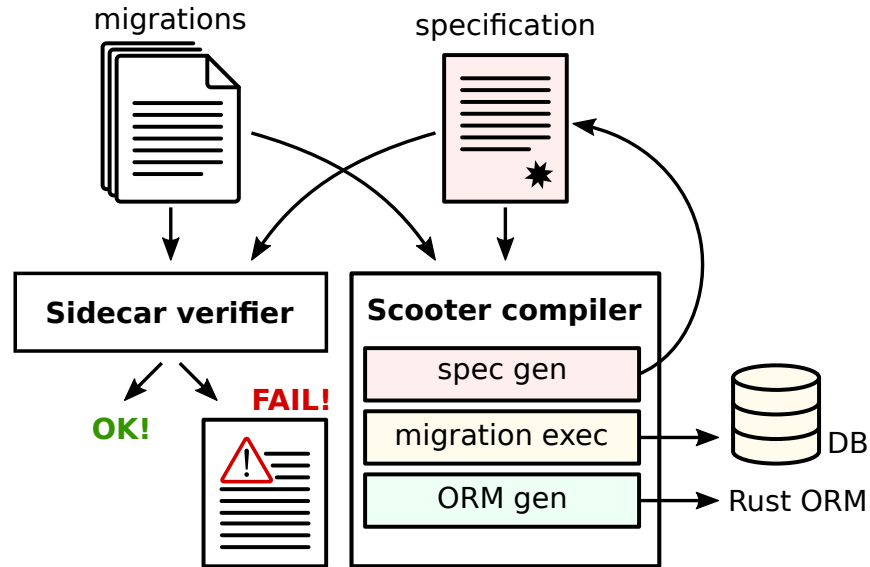 migrations
specification
Sidecar verifier
Scooter compiler
spec gen
migration exec
ORM gen
OK!
FAIL!
!
DB
Rust ORM